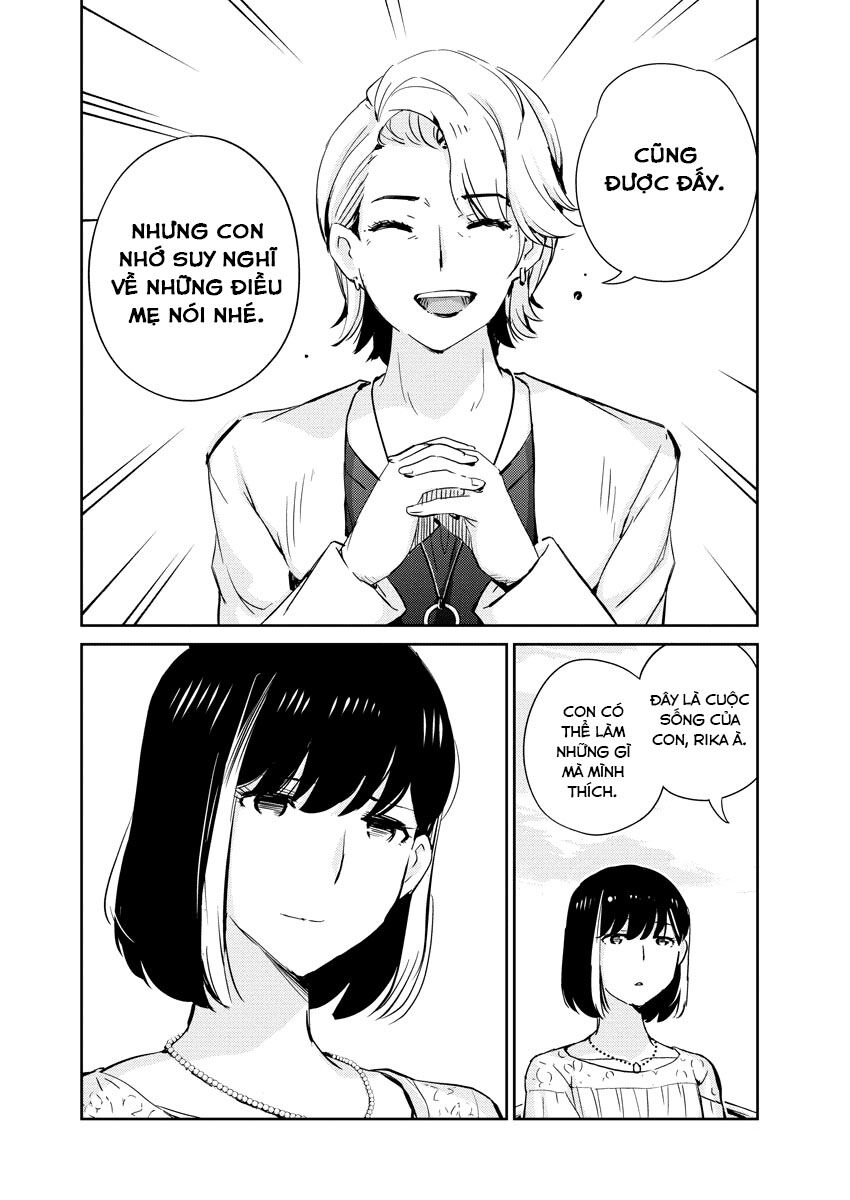 CŨNG
ĐƯỢC ĐẤY.
NHƯNG CON
NHỚ SUY NGHĨ
VỀ NHỮNG ĐIỀU
MẸ NÓI NHÉ.
ĐÂY LÀ CUỘC
SỐNG CỦA
CON, RIKA À.
CON CÓ
THỂ LÀM
NHỮNG GÌ
MÀ MÌNH
THÍCH.